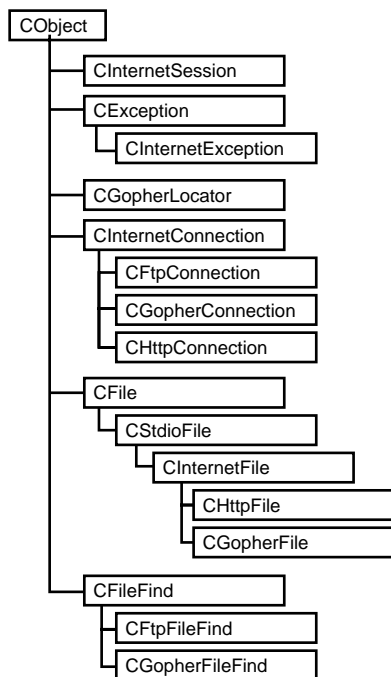 CObject
CInternetSession
CException
CInternetException
CGopherLocator
CInternetConnection
CFtpConnection
CGopherConnection
CHttpConnection
CFile
CStdioFile
CInternetFile
CHttpFile
CGopherFile
CFileFind
CFtpFileFind
CGopherFileFind